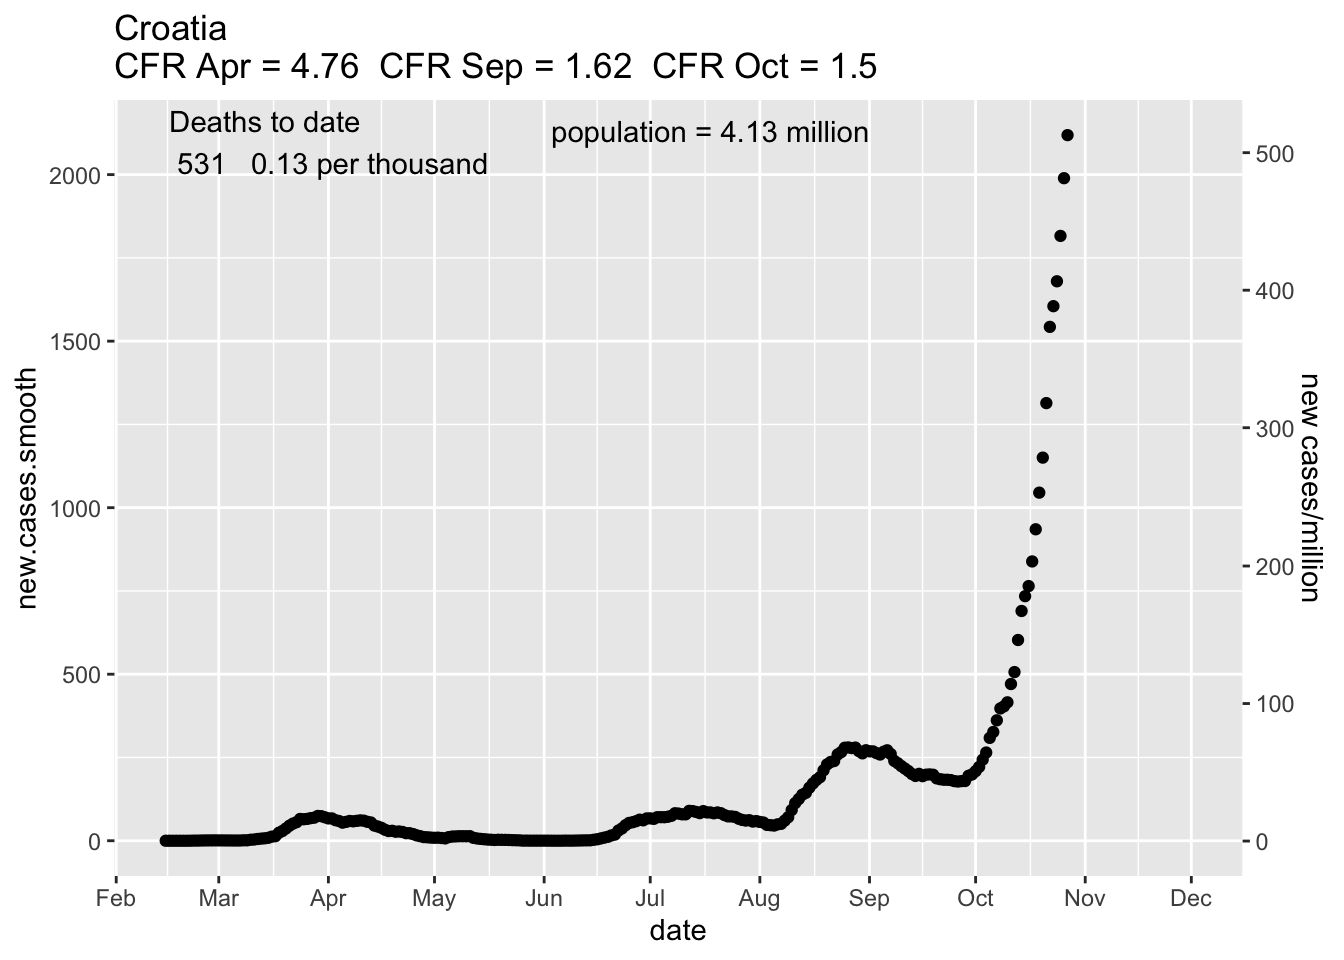 Croatia
CFR Apr = 4.76  CFR Sep = 1.62  CFR Oct = 1.5
Deaths to date
population = 4.13 million
531   0.13 per thousand
2000
1500
1000
500
0
new.cases.smooth
500
400
300
200
100
0
new cases/million
Feb Mar Apr May Jun Jul Aug Sep Oct Nov Dec
date